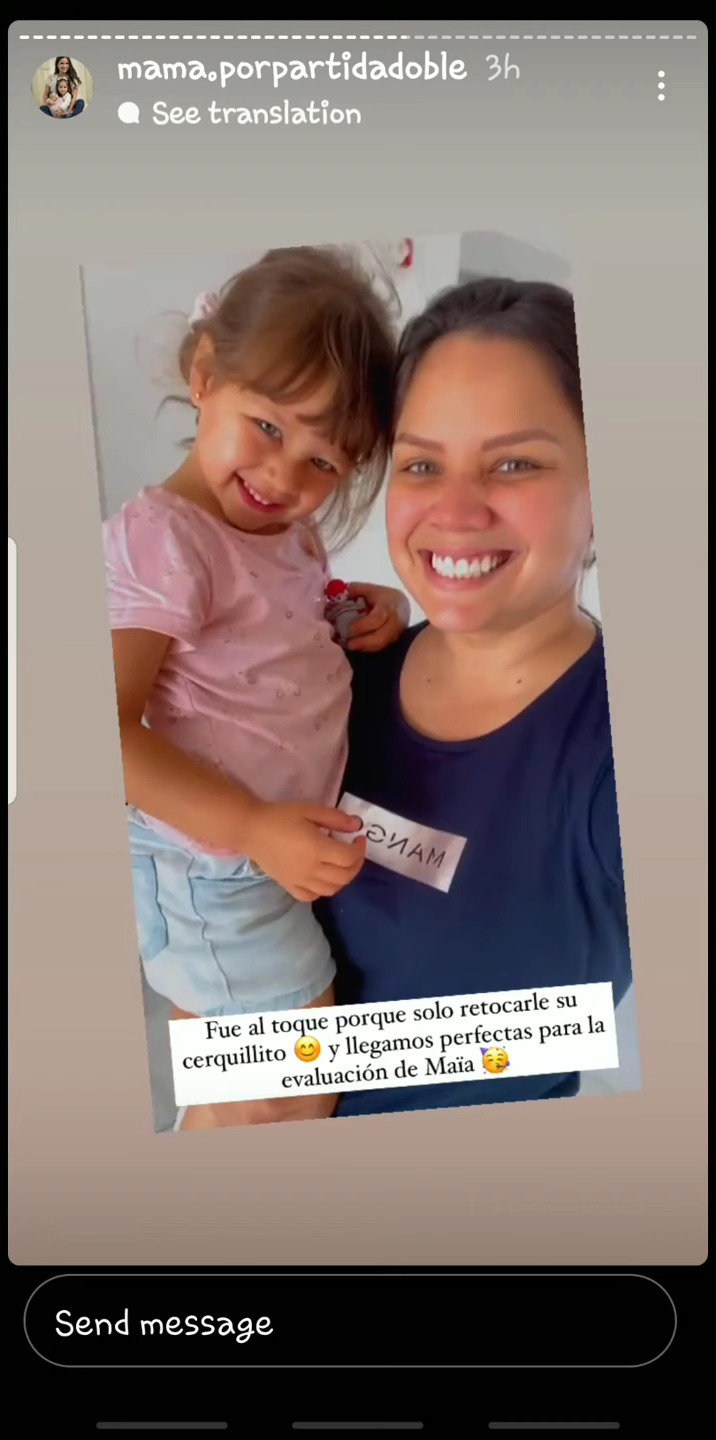 mama.porpartidadoble 3h
See translation
MANGO
Fue al toque porque solo retocarle su
cerquillito 😊 y llegamos perfectas para la
evaluación de Maïa 🥳
Send message